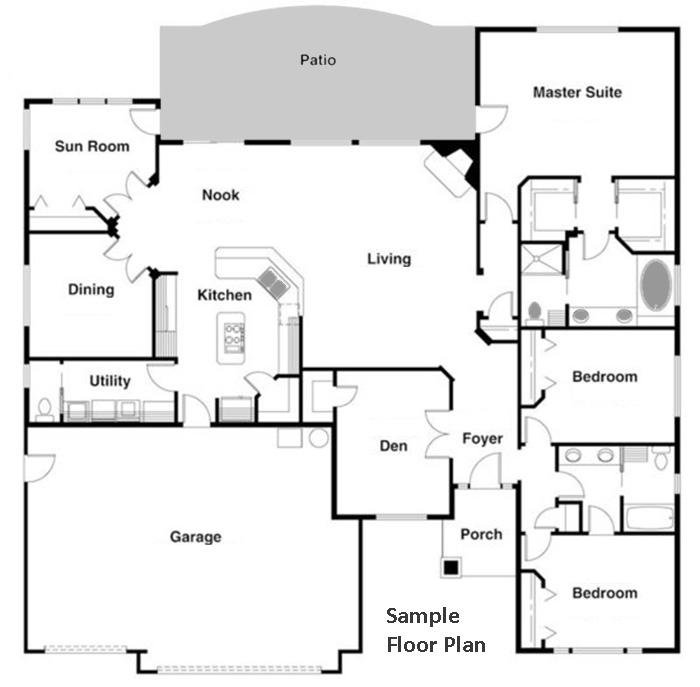 Patio
Master Suite
Sun Room
Nook
Living
Dining
Kitchen
Utility
Bedroom
Den
Foyer
Garage
Porch
Bedroom
Sample
Floor Plan